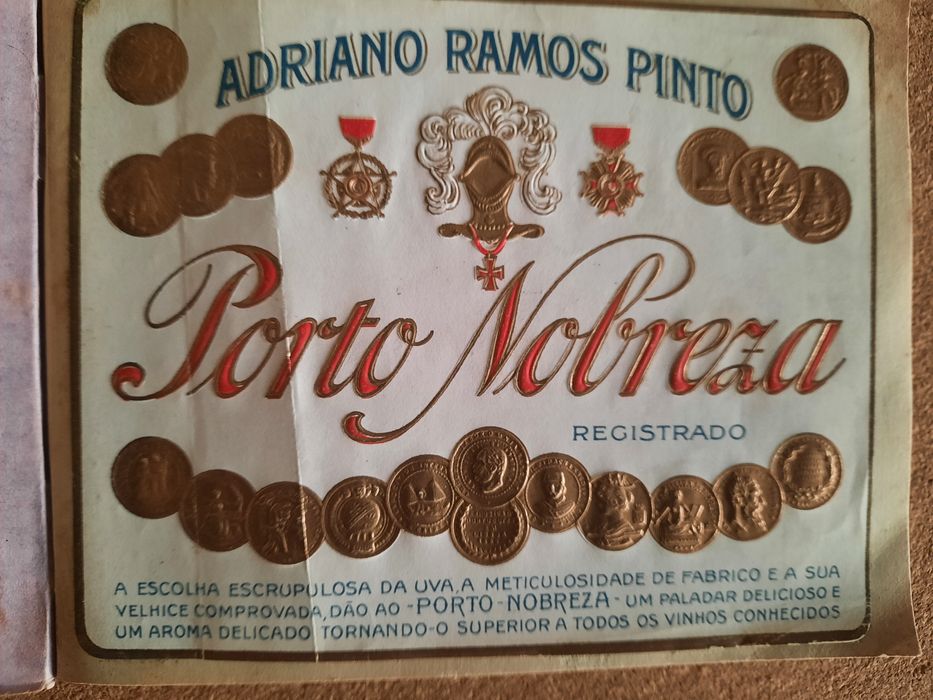 ADRIANO RAMOS PINTO
Porto Nobreza
REGISTRADO
A ESCOLHA ESCRUPULOSA DA UVA, A METICULOSIDADE DE FABRICO E A SUA
VELHICE COMPROVADA, DÃO AO - PORTO - NOBREZA - UM PALADAR DELICIOSO E
UM AROMA DELICADO TORNANDO-O SUPERIOR A TODOS OS VINHOS CONHECIDOS